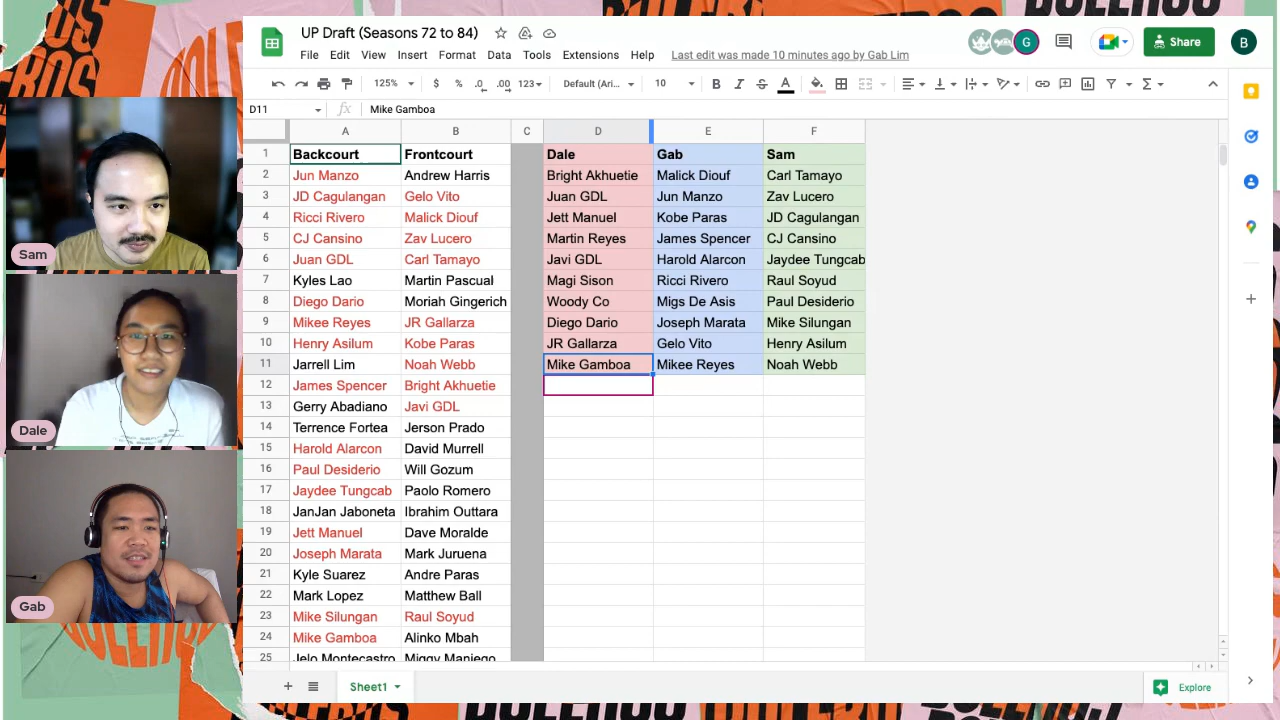 UP Draft (Seasons 72 to 84)
File Edit View Insert Format Data Tools Extensions Help Last edit was made 10 minutes ago by Gab Lim
G
Share
B
125% $ % .0 .00 123 Default (Ari... 10 B I S A
D11 fx Mike Gamboa
A B C D E F
1 Backcourt Frontcourt Dale Gab Sam
2 Jun Manzo Andrew Harris Bright Akhuetie Malick Diouf Carl Tamayo
3 JD Cagulangan Gelo Vito Juan GDL Jun Manzo Zav Lucero
4 Ricci Rivero Malick Diouf Jett Manuel Kobe Paras JD Cagulangan
5 CJ Cansino Zav Lucero Martin Reyes James Spencer CJ Cansino
6 Juan GDL Carl Tamayo Javi GDL Harold Alarcon Jaydee Tungcab
7 Kyles Lao Martin Pascual Magi Sison Ricci Rivero Raul Soyud
8 Diego Dario Moriah Gingerich Woody Co Migs De Asis Paul Desiderio
9 Mikee Reyes JR Gallarza Diego Dario Joseph Marata Mike Silungan
10 Henry Asilum Kobe Paras JR Gallarza Gelo Vito Henry Asilum
11 Jarrell Lim Noah Webb Mike Gamboa Mikee Reyes Noah Webb
12 James Spencer Bright Akhuetie
13 Gerry Abadiano Javi GDL
14 Terrence Fortea Jerson Prado
15 Harold Alarcon David Murrell
16 Paul Desiderio Will Gozum
17 Jaydee Tungcab Paolo Romero
18 JanJan Jaboneta Ibrahim Outtara
19 Jett Manuel Dave Moralde
20 Joseph Marata Mark Juruena
21 Kyle Suarez Andre Paras
22 Mark Lopez Matthew Ball
23 Mike Silungan Raul Soyud
24 Mike Gamboa Alinko Mbah
25 Jelo Montecastro Miggy Maniego
Sheet1
Explore
Sam
Dale
Gab